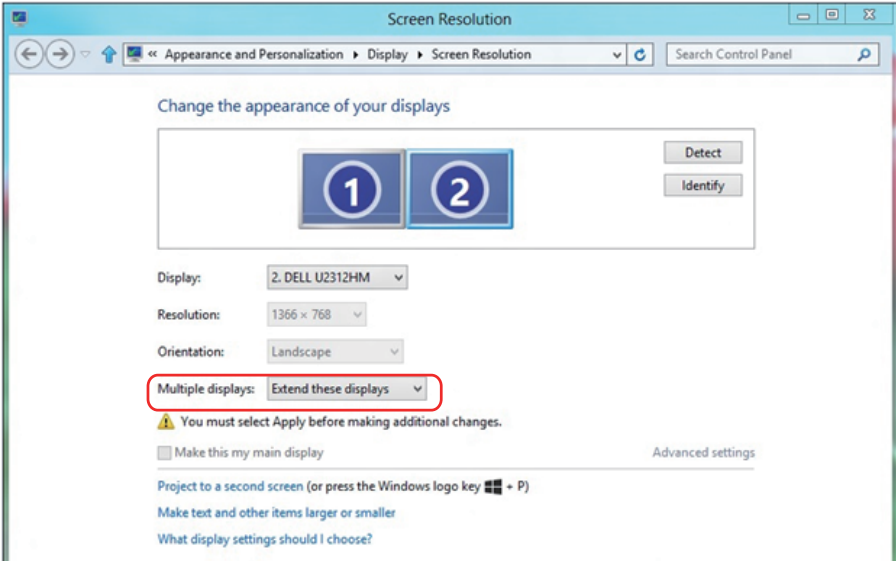 Screen Resolution
« Appearance and Personalization ▸ Display ▸ Screen Resolution Search Control Panel
Change the appearance of your displays
1 2
Detect
Identify
Display: 2. DELL U2312HM
Resolution: 1366 × 768
Orientation: Landscape
Multiple displays: Extend these displays
You must select Apply before making additional changes.
Make this my main display Advanced settings
Project to a second screen (or press the Windows logo key + P)
Make text and other items larger or smaller
What display settings should I choose?